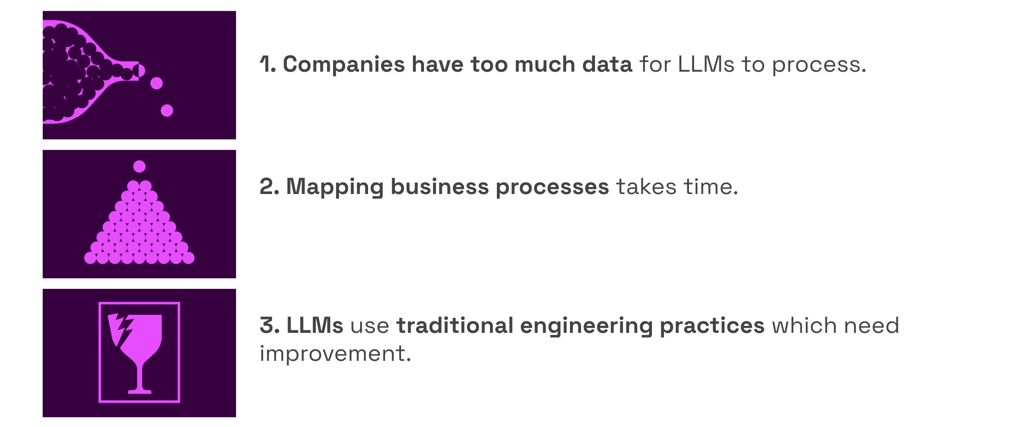 1. Companies have too much data for LLMs to process.
2. Mapping business processes takes time.
3. LLMs use traditional engineering practices which need
improvement.